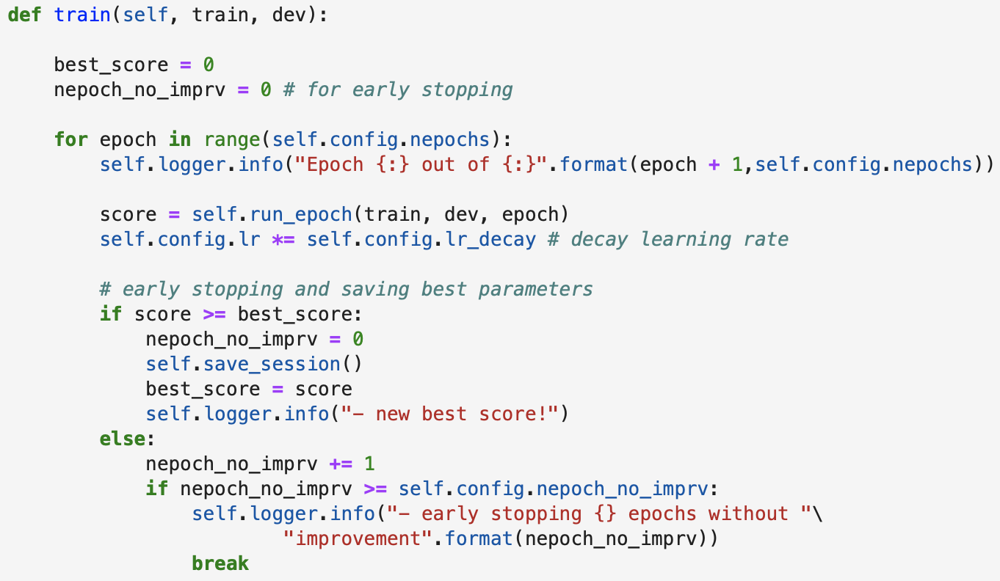 def train(self, train, dev):
best_score = 0
nepoch_no_imprv = 0 # for early stopping
for epoch in range(self.config.nepochs):
self.logger.info("Epoch {:} out of {:}".format(epoch + 1,self.config.nepochs))
score = self.run_epoch(train, dev, epoch)
self.config.lr *= self.config.lr_decay # decay learning rate
# early stopping and saving best parameters
if score >= best_score:
nepoch_no_imprv = 0
self.save_session()
best_score = score
self.logger.info("- new best score!")
else:
nepoch_no_imprv += 1
if nepoch_no_imprv >= self.config.nepoch_no_imprv:
self.logger.info("- early stopping {} epochs without "\
"improvement".format(nepoch_no_imprv))
break